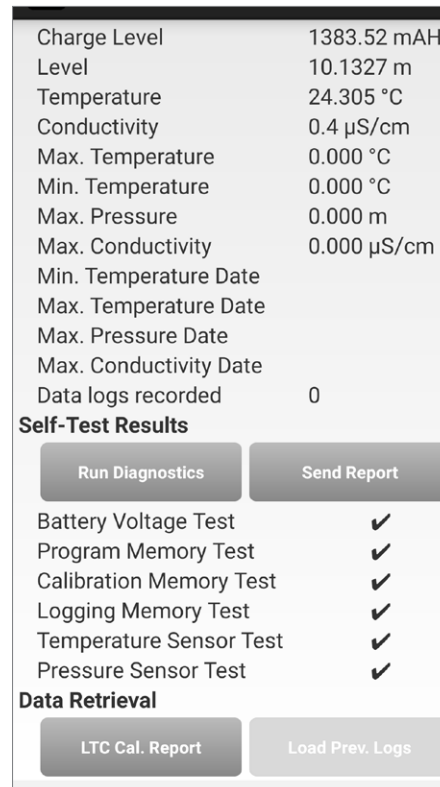 Charge Level 1383.52 mAH
Level 10.1327 m
Temperature 24.305 °C
Conductivity 0.4 µS/cm
Max. Temperature 0.000 °C
Min. Temperature 0.000 °C
Max. Pressure 0.000 m
Max. Conductivity 0.000 µS/cm
Min. Temperature Date
Max. Temperature Date
Max. Pressure Date
Max. Conductivity Date
Data logs recorded 0
Self-Test Results
Run Diagnostics Send Report
Battery Voltage Test ✔
Program Memory Test ✔
Calibration Memory Test ✔
Logging Memory Test ✔
Temperature Sensor Test ✔
Pressure Sensor Test ✔
Data Retrieval
LTC Cal. Report Load Prev. Logs